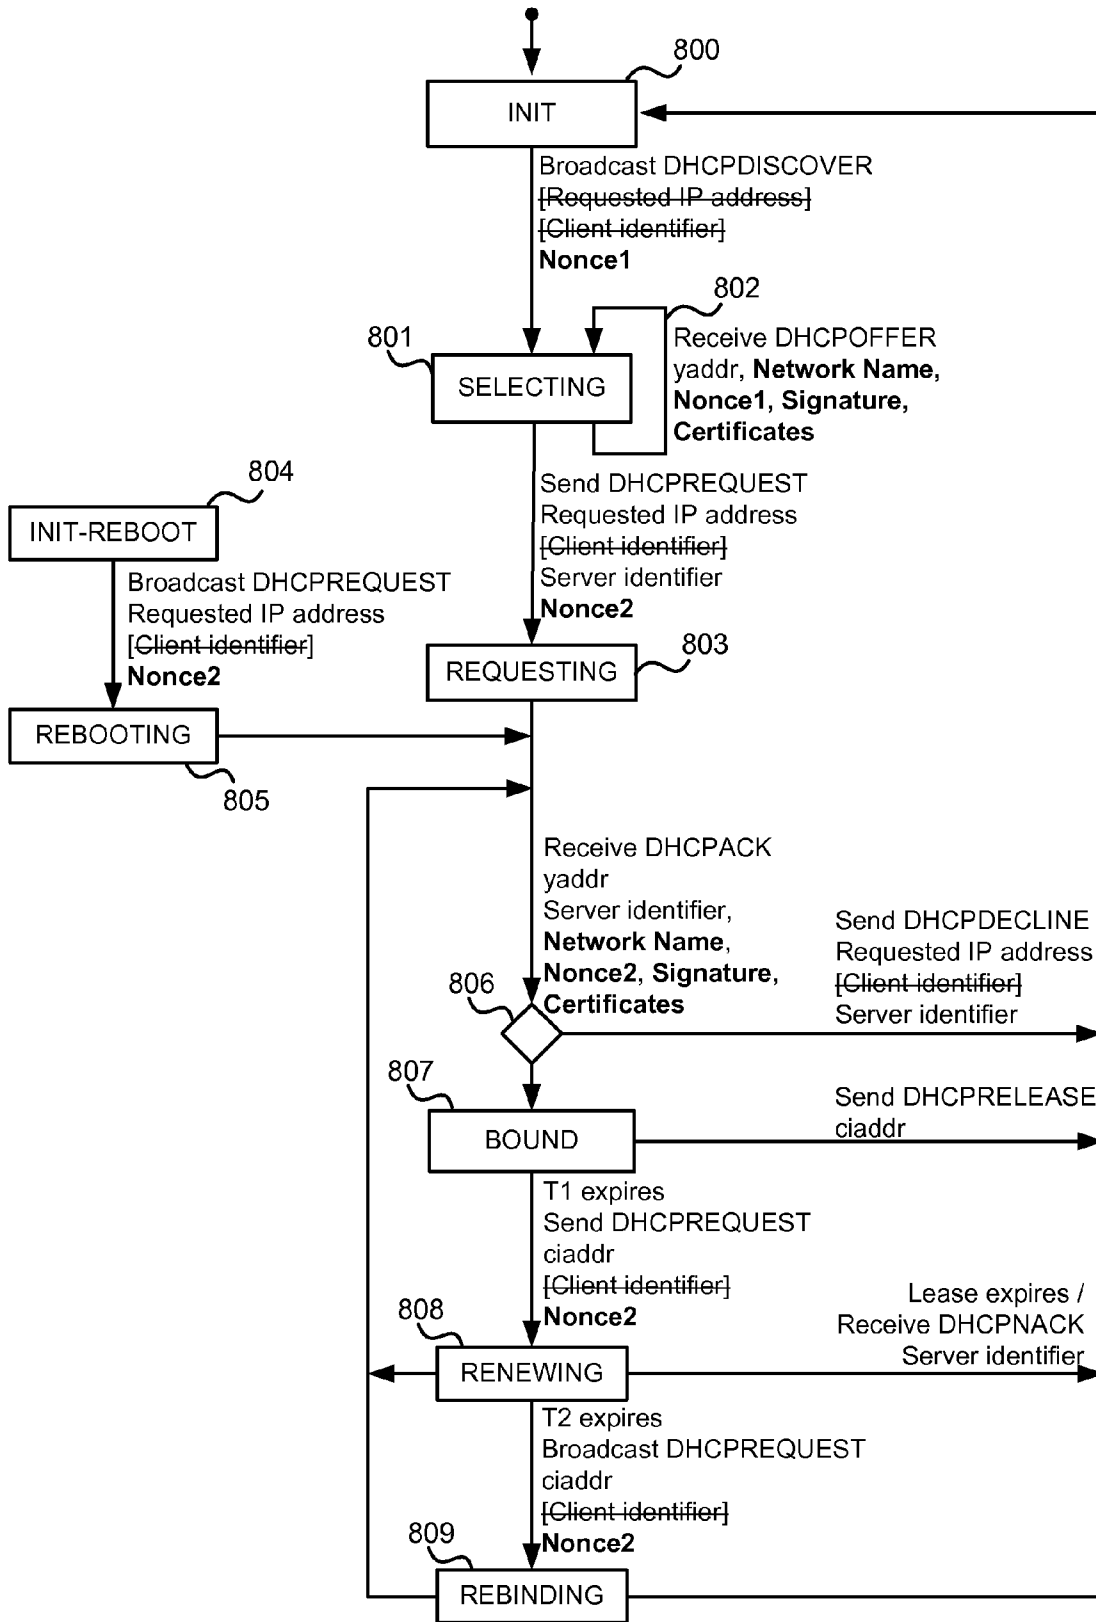 800
INIT
Broadcast DHCPDISCOVER
[Requested IP address]
[Client identifier]
Nonce1
802
801
SELECTING
Receive DHCPOFFER
yaddr, Network Name,
Nonce1, Signature,
Certificates
804
INIT-REBOOT
Send DHCPREQUEST
Requested IP address
[Client identifier]
Server identifier
Nonce2
Broadcast DHCPREQUEST
Requested IP address
[Client identifier]
Nonce2
REQUESTING
803
REBOOTING
805
Receive DHCPACK
yaddr
Server identifier,
Network Name,
Nonce2, Signature,
Certificates
806
Send DHCPDECLINE
Requested IP address
[Client identifier]
Server identifier
807
BOUND
Send DHCPRELEASE
ciaddr
T1 expires
Send DHCPREQUEST
ciaddr
[Client identifier]
Nonce2
808
RENEWING
Lease expires /
Receive DHCPNACK
Server identifier
T2 expires
Broadcast DHCPREQUEST
ciaddr
[Client identifier]
Nonce2
809
REBINDING